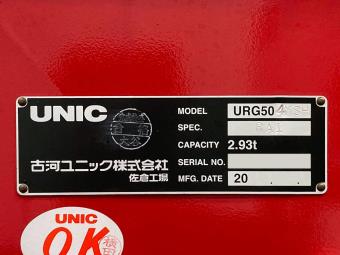 UNIC
古河ユニック株式会社
佐倉工場
MODEL URG504
SPEC.
CAPACITY 2.93t
SERIAL NO.
MFG. DATE 20
UNIC
OK